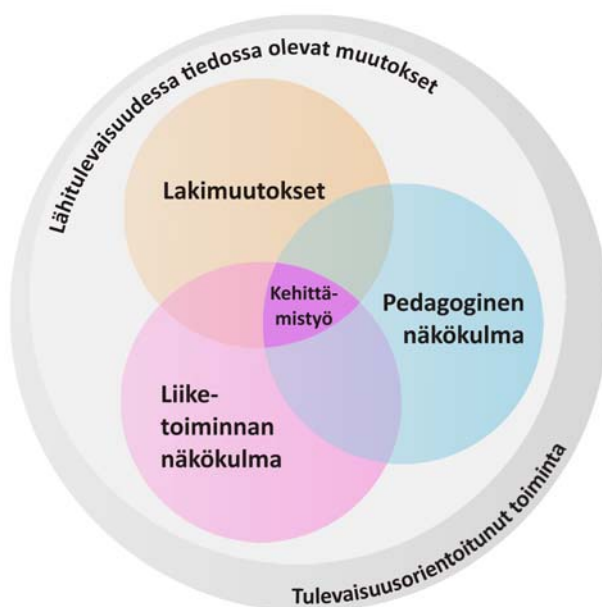 Lähitulevaisuudessa tiedossa olevat muutokset
Lakimuutokset
Kehittä-
mistyö
Pedagoginen
näkökulma
Liike-
toiminnan
näkökulma
Tulevaisuusorientoitunut toiminta